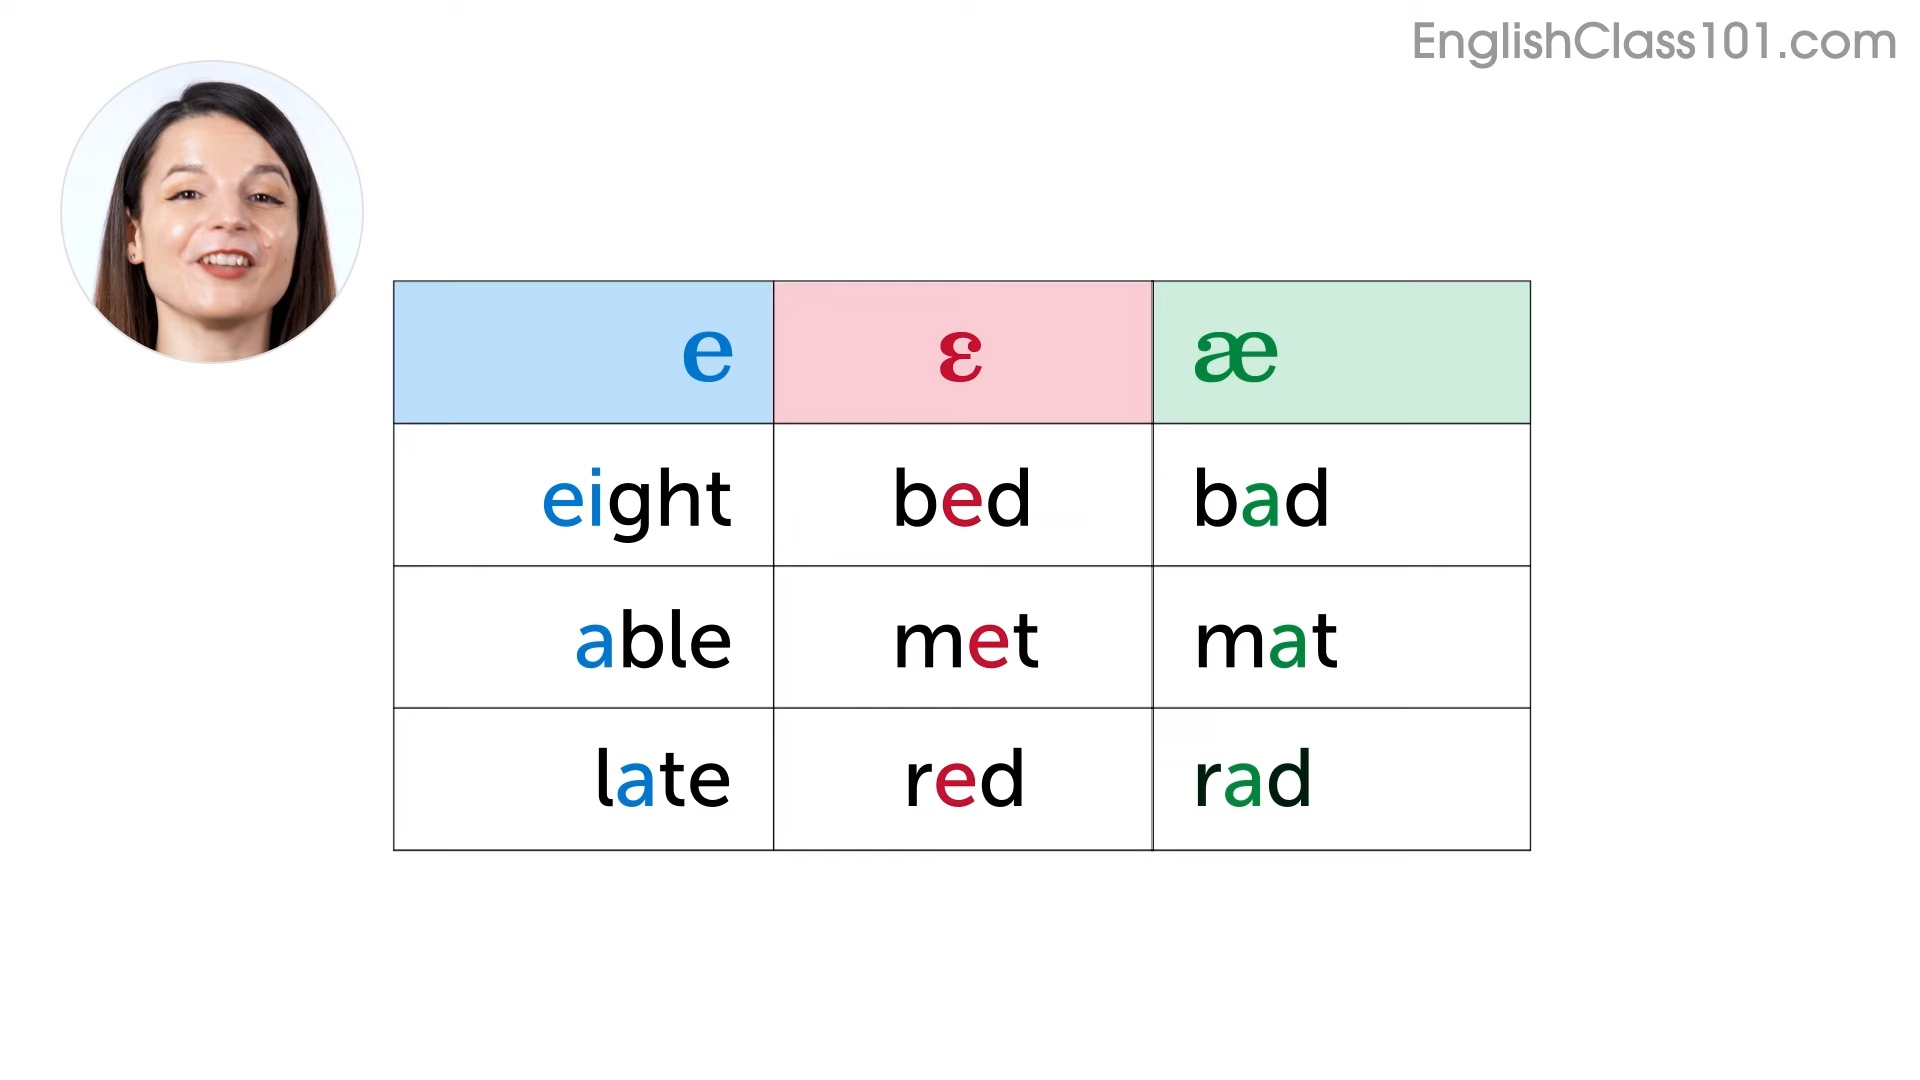 EnglishClass101.com
e ɛ æ
eight bed bad
able met mat
late red rad